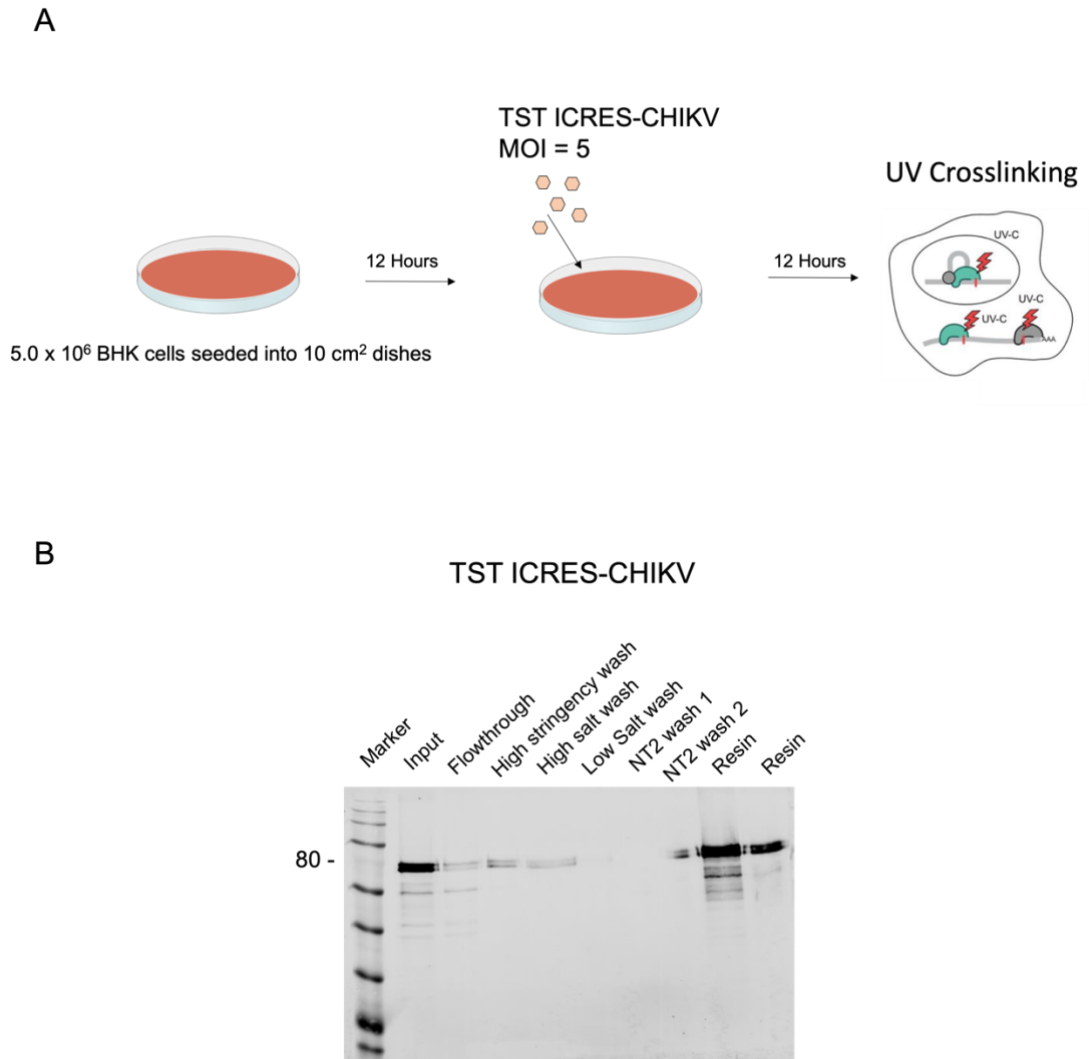 A
TST ICRES-CHIKV
MOI = 5
UV Crosslinking
UV-C
12 Hours
12 Hours
UV-C
UV-C
AAA
5.0 x 10⁶ BHK cells seeded into 10 cm² dishes
B
TST ICRES-CHIKV
Marker
Input
Flowthrough
High stringency wash
High salt wash
Low Salt wash
NT2 wash 1
NT2 wash 2
Resin
Resin
80 -